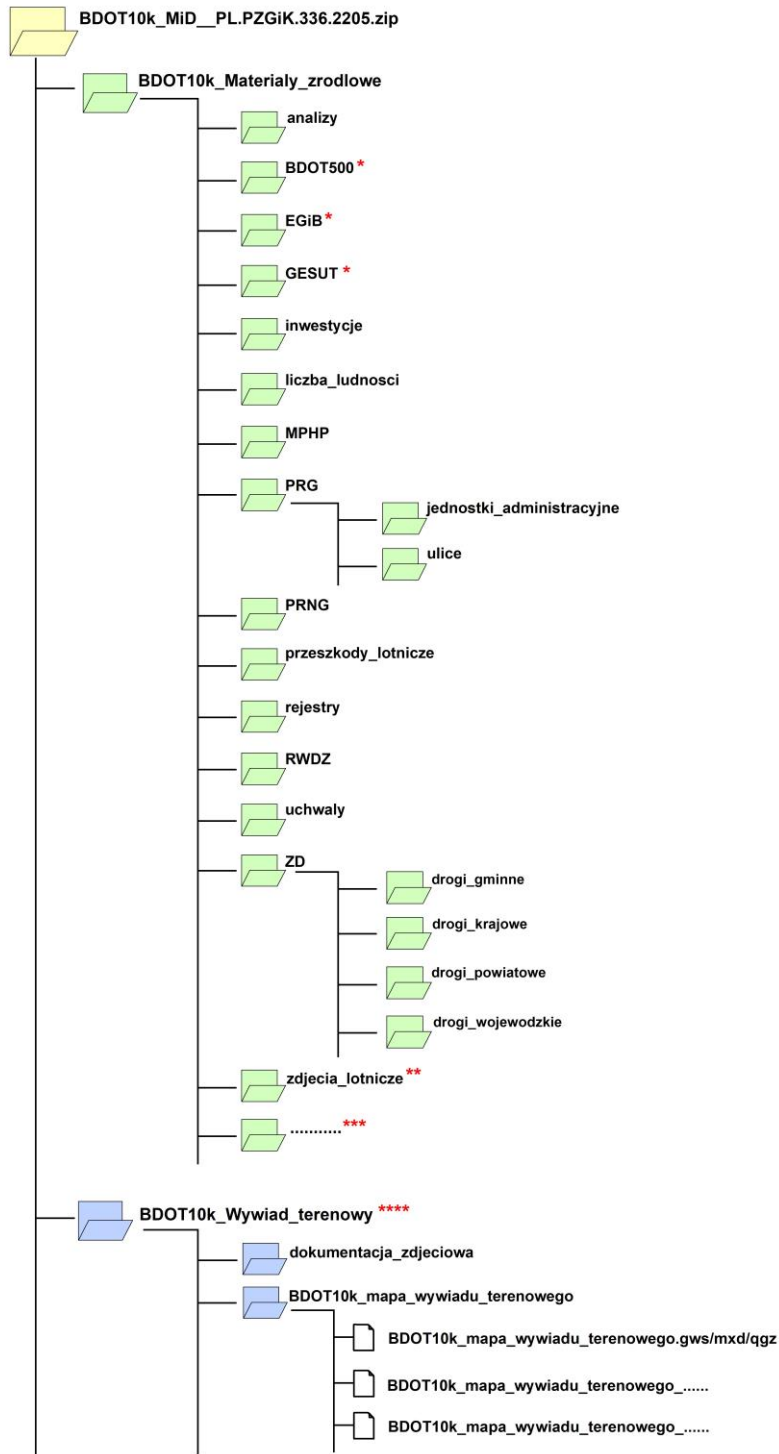 BDOT10k_MiD__PL.PZGiK.336.2205.zip
BDOT10k_Materialy_zrodlowe
analizy
BDOT500 *
EGiB*
GESUT *
inwestycje
liczba_ludnosci
MPHP
PRG
jednostki_administracyjne
ulice
PRNG
przeszkody_lotnicze
rejestry
RWDZ
uchwaly
ZD
drogi_gminne
drogi_krajowe
drogi_powiatowe
drogi_wojewodzkie
zdjecia_lotnicze**
...........***
BDOT10k_Wywiad_terenowy ****
dokumentacja_zdjeciowa
BDOT10k_mapa_wywiadu_terenowego
BDOT10k_mapa_wywiadu_terenowego.gws/mxd/qgz
BDOT10k_mapa_wywiadu_terenowego_......
BDOT10k_mapa_wywiadu_terenowego_......